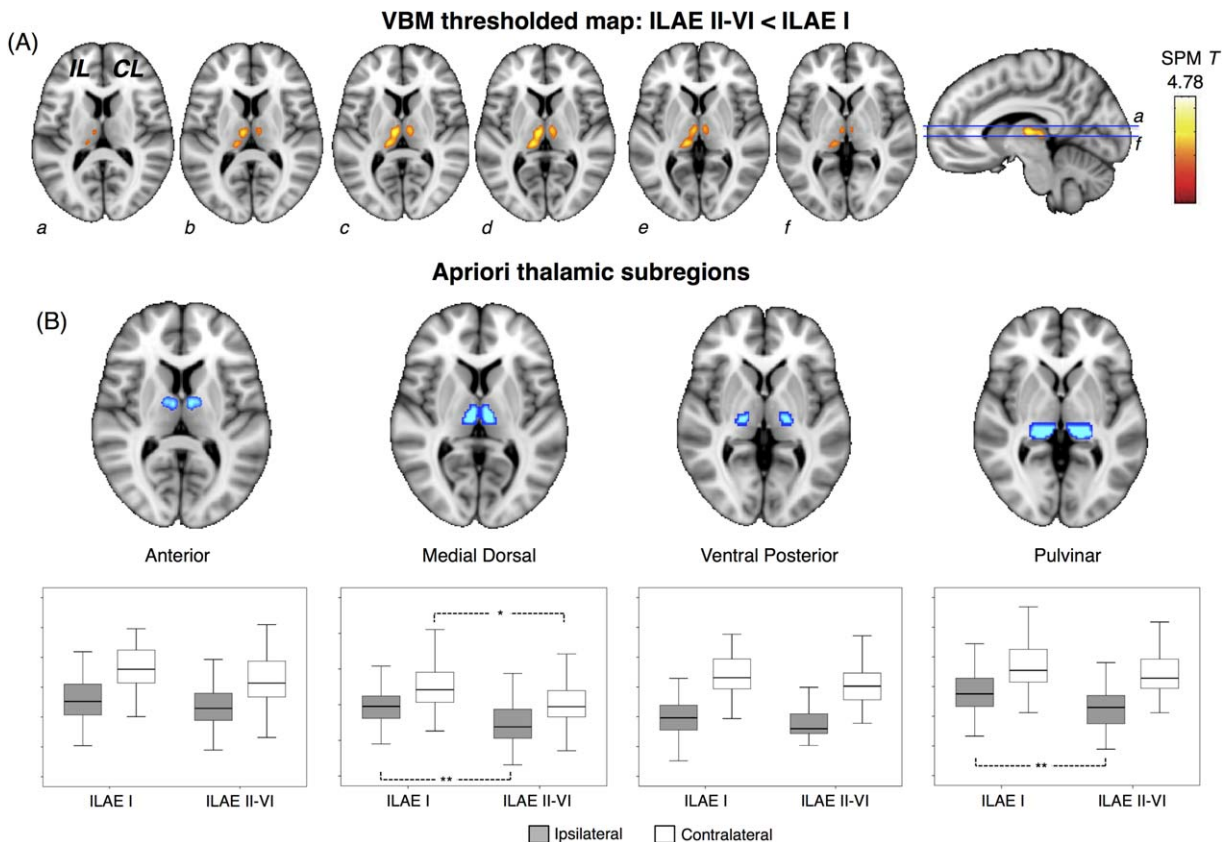 VBM thresholded map: ILAE II-VI < ILAE I
(A)
IL CL
SPM T
4.78
a
f
a b c d e f
Apriori thalamic subregions
(B)
Anterior Medial Dorsal Ventral Posterior Pulvinar
*
**
**
ILAE I ILAE II-VI ILAE I ILAE II-VI ILAE I ILAE II-VI ILAE I ILAE II-VI
Ipsilateral Contralateral